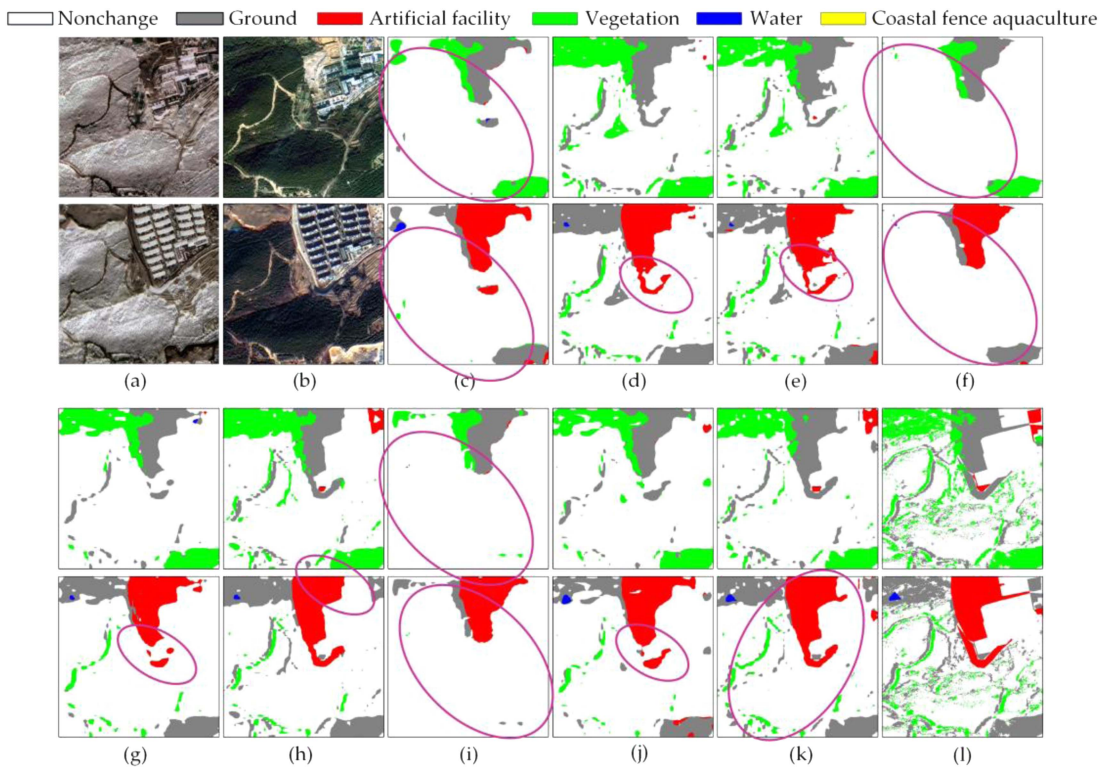 Nonchange Ground Artificial facility Vegetation Water Coastal fence aquaculture
(a) (b) (c) (d) (e) (f)
(g) (h) (i) (j) (k) (l)